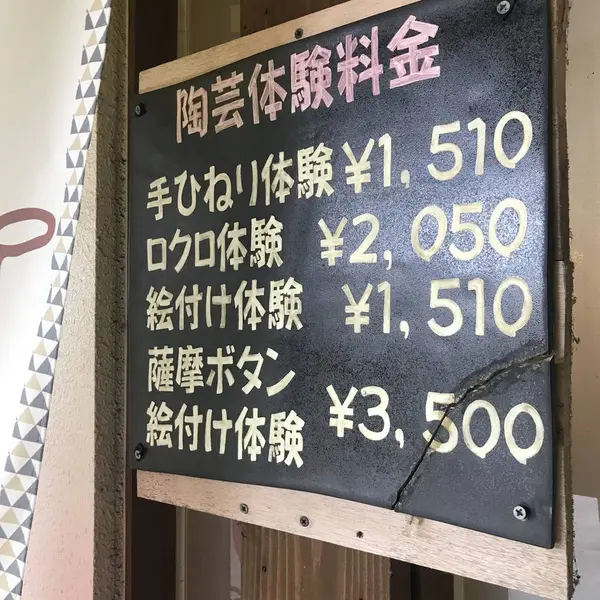 陶芸体験料金
手ひねり体験 ¥1,510
ロクロ体験 ¥2,050
絵付け体験 ¥1,510
薩摩ボタン
絵付け体験 ¥3,500